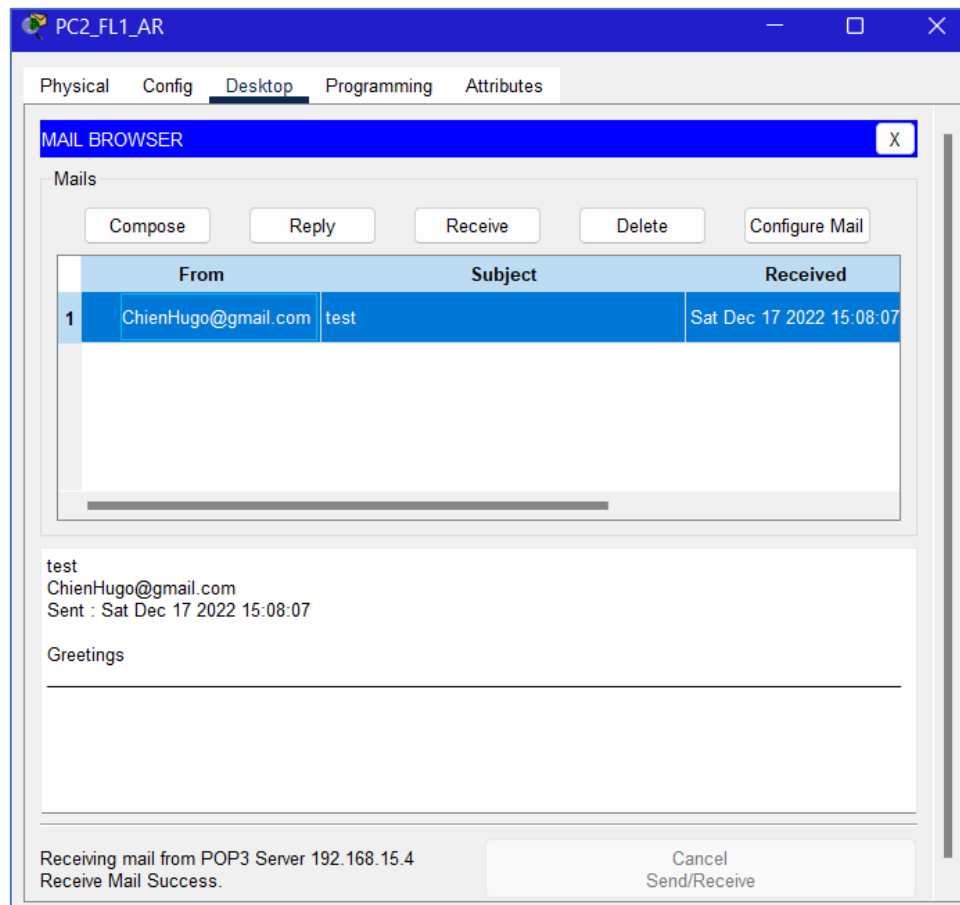 PC2_FL1_AR
Physical Config Desktop Programming Attributes
MAIL BROWSER X
Mails
Compose Reply Receive Delete Configure Mail
From Subject Received
1 ChienHugo@gmail.com test Sat Dec 17 2022 15:08:07
test
ChienHugo@gmail.com
Sent : Sat Dec 17 2022 15:08:07
Greetings
Receiving mail from POP3 Server 192.168.15.4
Receive Mail Success.
Cancel
Send/Receive